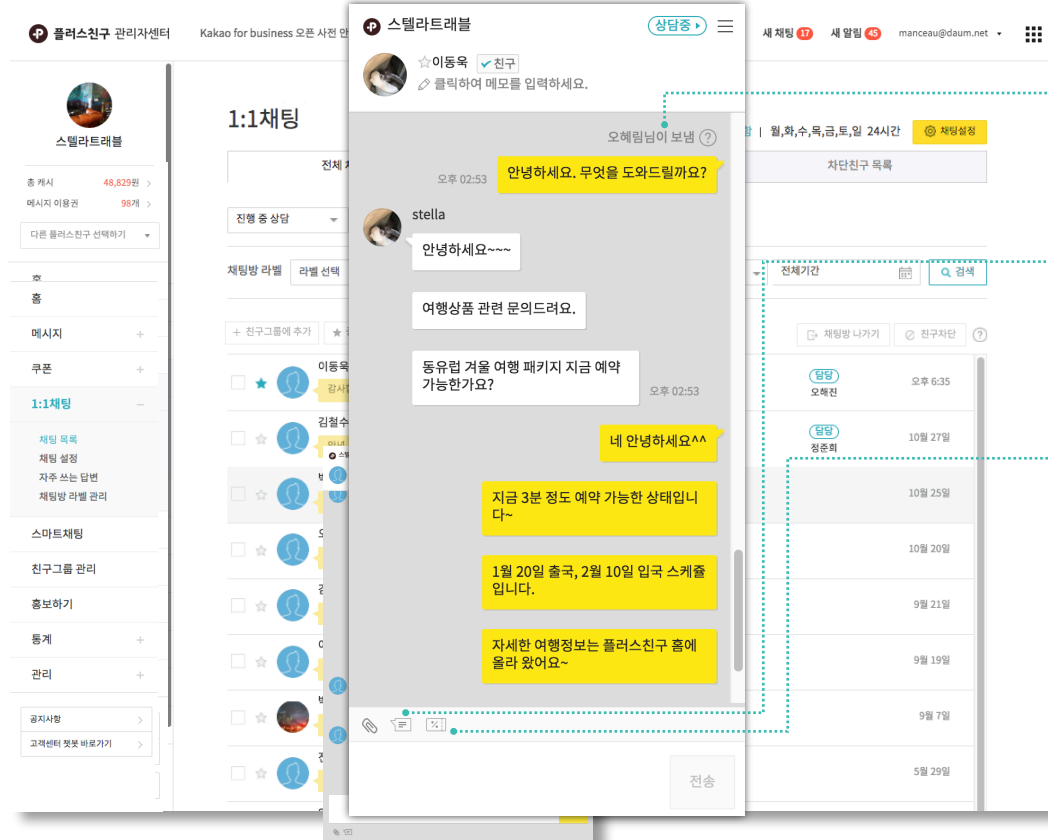 플러스친구 관리자센터
Kakao for business 오픈 사전 안
새 채팅 17
새 알림 45
manceau@daum.net
스텔라트래블
총 캐시 48,829원
메시지 이용권 98개
다른 플러스친구 선택하기
홈
메시지
쿠폰
1:1채팅
채팅 목록
채팅 설정
자주 쓰는 답변
채팅방 라벨 관리
스마트채팅
친구그룹 관리
홍보하기
통계
관리
공지사항
고객센터 챗봇 바로가기
1:1채팅
| 월,화,수,목,금,토,일 24시간
채팅설정
전체
차단친구 목록
진행 중 상담
채팅방 라벨
라벨 선택
전체기간
검색
+ 친구그룹에 추가
채팅방 나가기
친구차단
이동욱
담당
오해진
오후 6:35
김철수
담당
정준희
10월 27일
10월 25일
10월 20일
9월 21일
9월 19일
9월 7일
5월 29일
스텔라트래블
상담중
이동욱
친구
클릭하여 메모를 입력하세요.
오혜림님이 보냄
안녕하세요. 무엇을 도와드릴까요?
오후 02:53
stella
안녕하세요~~~
여행상품 관련 문의드려요.
동유럽 겨울 여행 패키지 지금 예약
가능한가요?
오후 02:53
네 안녕하세요^^
지금 3분 정도 예약 가능한 상태입니
다~
1월 20일 출국, 2월 10일 입국 스케쥴
입니다.
자세한 여행정보는 플러스친구 홈에
올라 왔어요~
전송